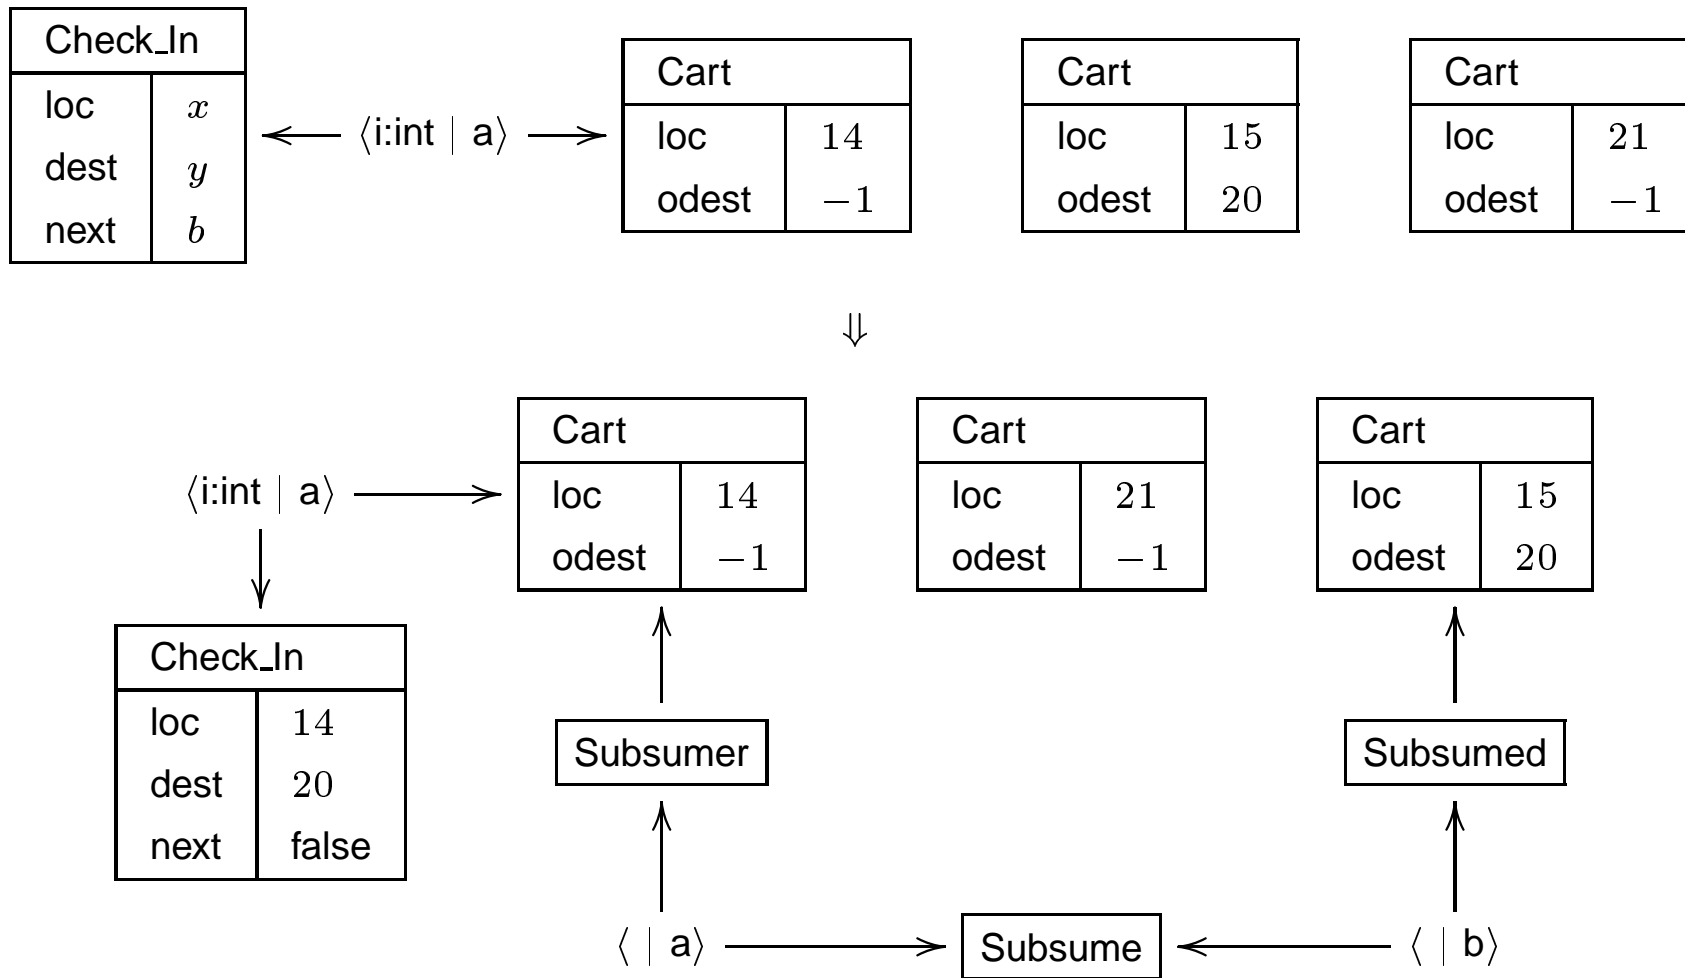 Check_In
loc x
dest y
next b
⟨i:int | a⟩
Cart
loc 14
odest −1
Cart
loc 15
odest 20
Cart
loc 21
odest −1
⇓
⟨i:int | a⟩
Cart
loc 14
odest −1
Cart
loc 21
odest −1
Cart
loc 15
odest 20
Check_In
loc 14
dest 20
next false
Subsumer
Subsumed
⟨ | a⟩
Subsume
⟨ | b⟩